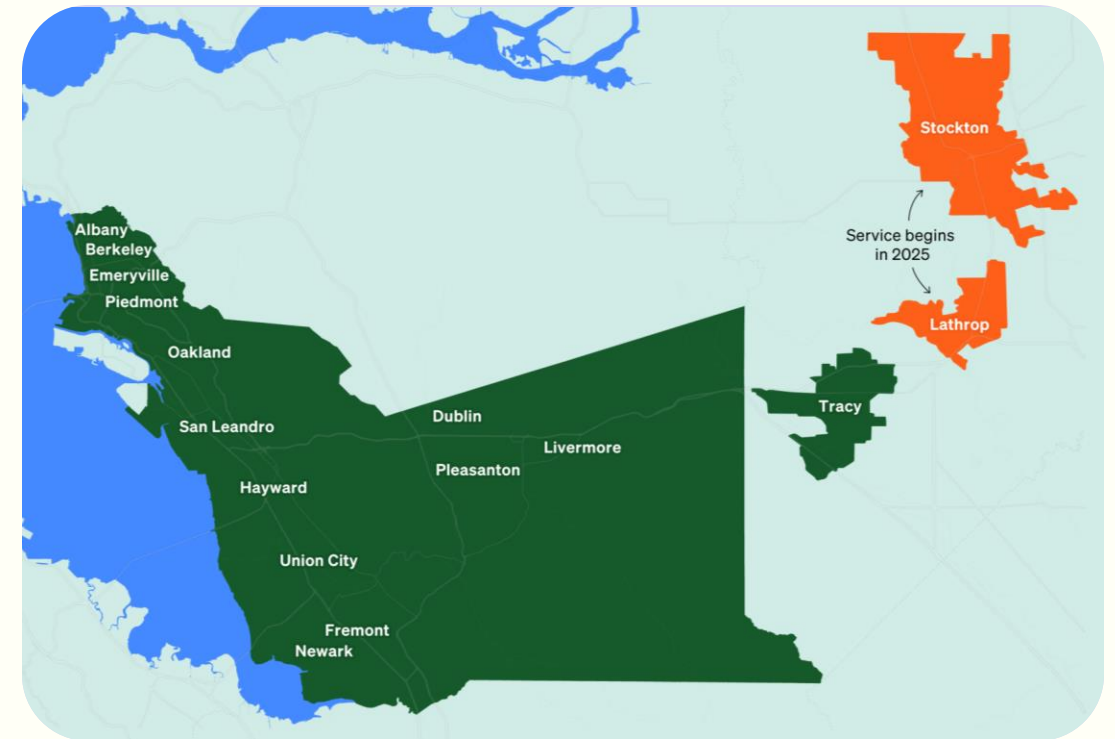 Stockton
Albany
Berkeley
Service begins
in 2025
Emeryville
Piedmont
Lathrop
Oakland
Tracy
Dublin
San Leandro
Livermore
Pleasanton
Hayward
Union City
Fremont
Newark